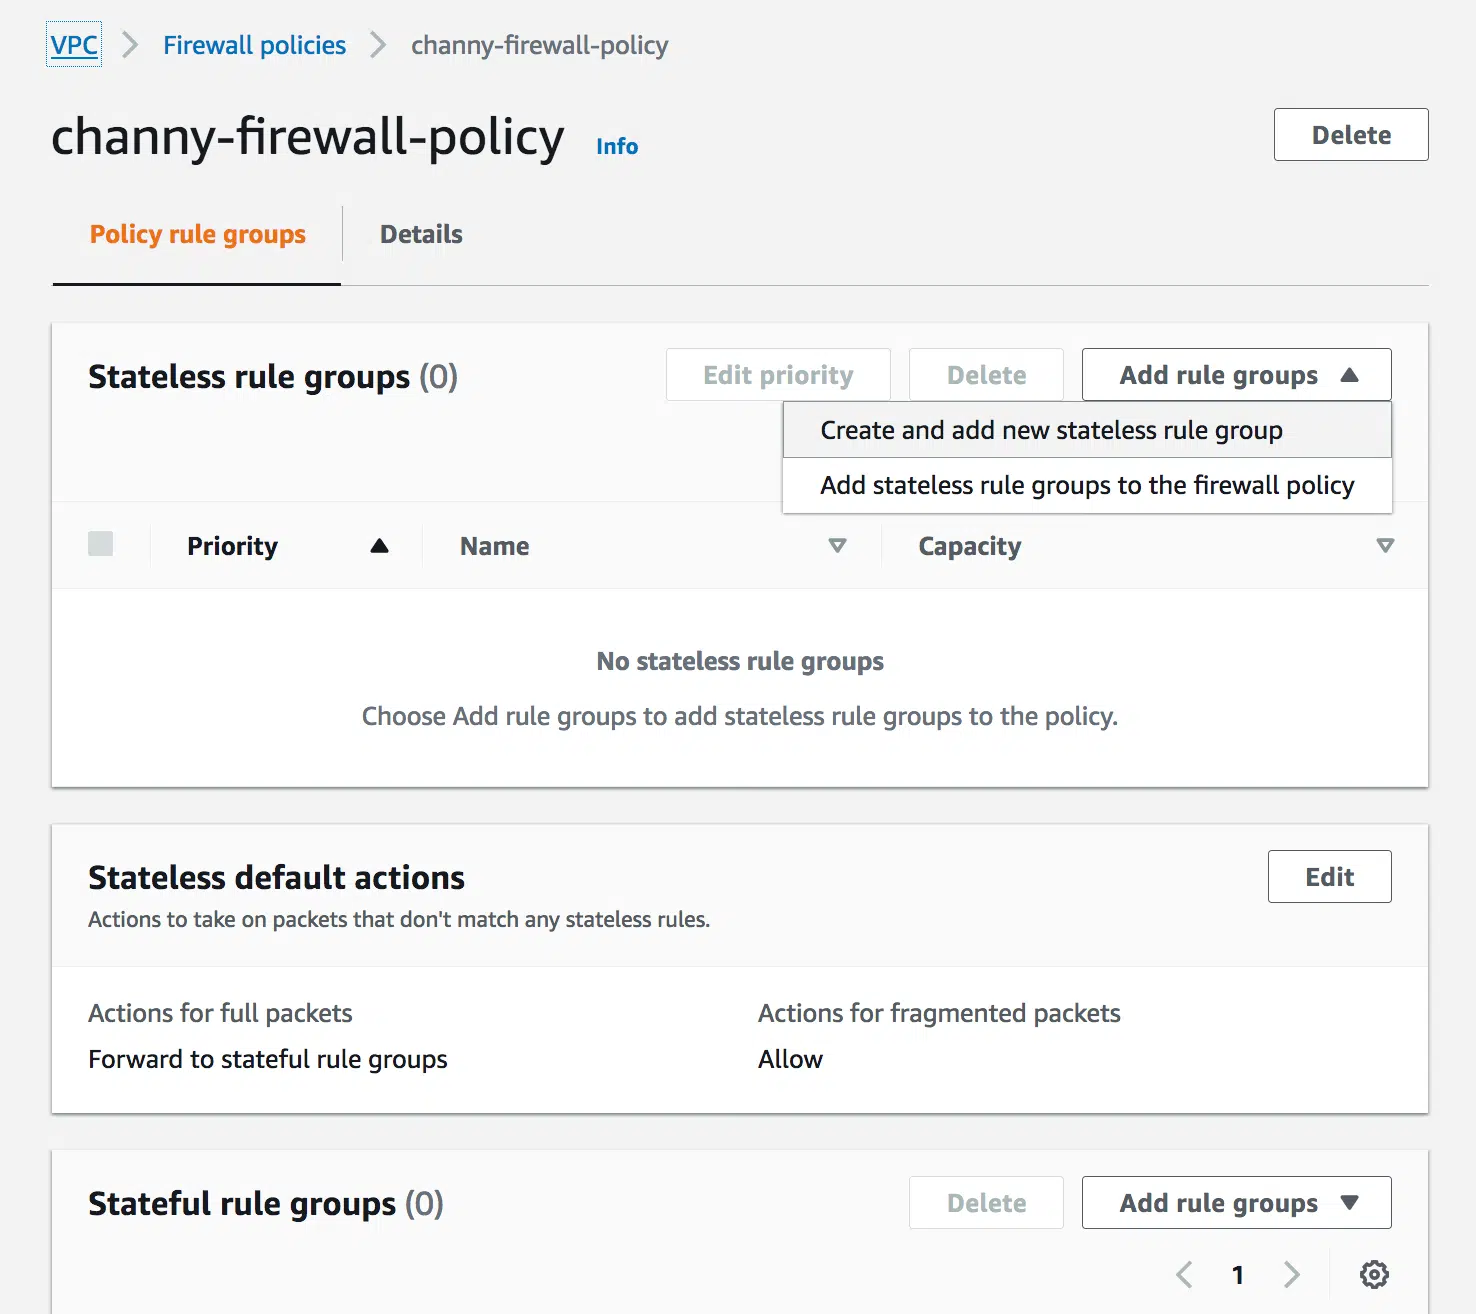 VPC Firewall policies channy-firewall-policy
channy-firewall-policy Info
Delete
Policy rule groups Details
Stateless rule groups (0)
Edit priority Delete Add rule groups
Create and add new stateless rule group
Add stateless rule groups to the firewall policy
Priority Name Capacity
No stateless rule groups
Choose Add rule groups to add stateless rule groups to the policy.
Stateless default actions
Edit
Actions to take on packets that don't match any stateless rules.
Actions for full packets
Forward to stateful rule groups
Actions for fragmented packets
Allow
Stateful rule groups (0)
Delete Add rule groups
1